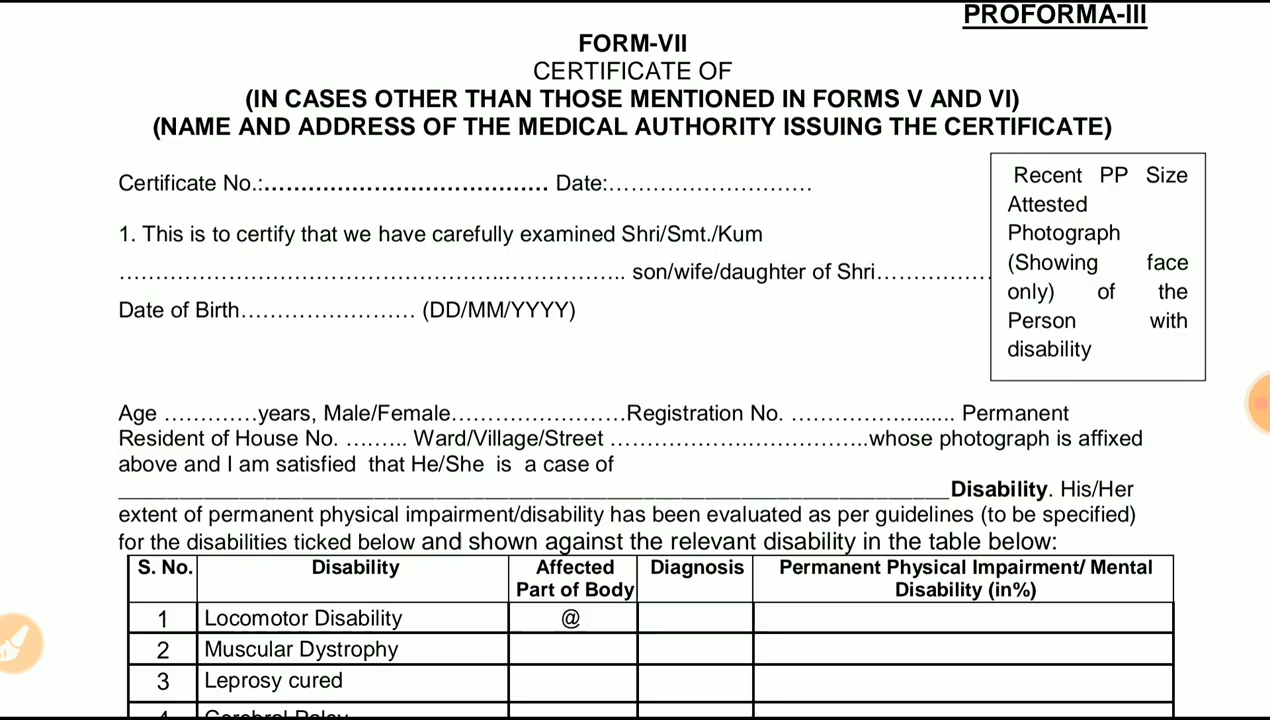 PROFORMA-III
FORM-VII
CERTIFICATE OF
(IN CASES OTHER THAN THOSE MENTIONED IN FORMS V AND VI)
(NAME AND ADDRESS OF THE MEDICAL AUTHORITY ISSUING THE CERTIFICATE)
Certificate No.:...................................... Date:..............................
Recent PP Size
Attested
Photograph
(Showing face
only) of the
Person with
disability
1. This is to certify that we have carefully examined Shri/Smt./Kum
.................................................................... son/wife/daughter of Shri................
Date of Birth........................ (DD/MM/YYYY)
Age .............years, Male/Female........................Registration No. .......................... Permanent
Resident of House No. ......... Ward/Village/Street ....................................whose photograph is affixed
above and I am satisfied that He/She is a case of
______________________________________________________________________Disability. His/Her
extent of permanent physical impairment/disability has been evaluated as per guidelines (to be specified)
for the disabilities ticked below and shown against the relevant disability in the table below:
S. No. Disability Affected Part of Body Diagnosis Permanent Physical Impairment/ Mental Disability (in%)
1 Locomotor Disability @
2 Muscular Dystrophy
3 Leprosy cured
4 Cerebral Palsy